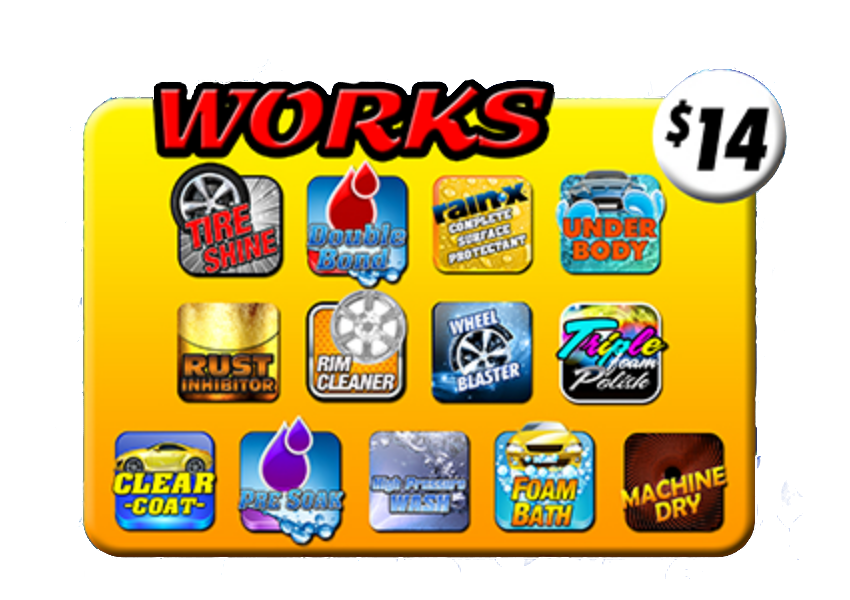 WORKS
$14
TIRE
SHINE
Double
Bond
rain-x
COMPLETE
SURFACE
PROTECTANT
UNDER
BODY
RUST
INHIBITOR
RIM
CLEANER
WHEEL
BLASTER
Triple
foam
Polish
CLEAR
-COAT-
PRE SOAK
High Pressure
WASH
FOAM
BATH
MACHINE
DRY